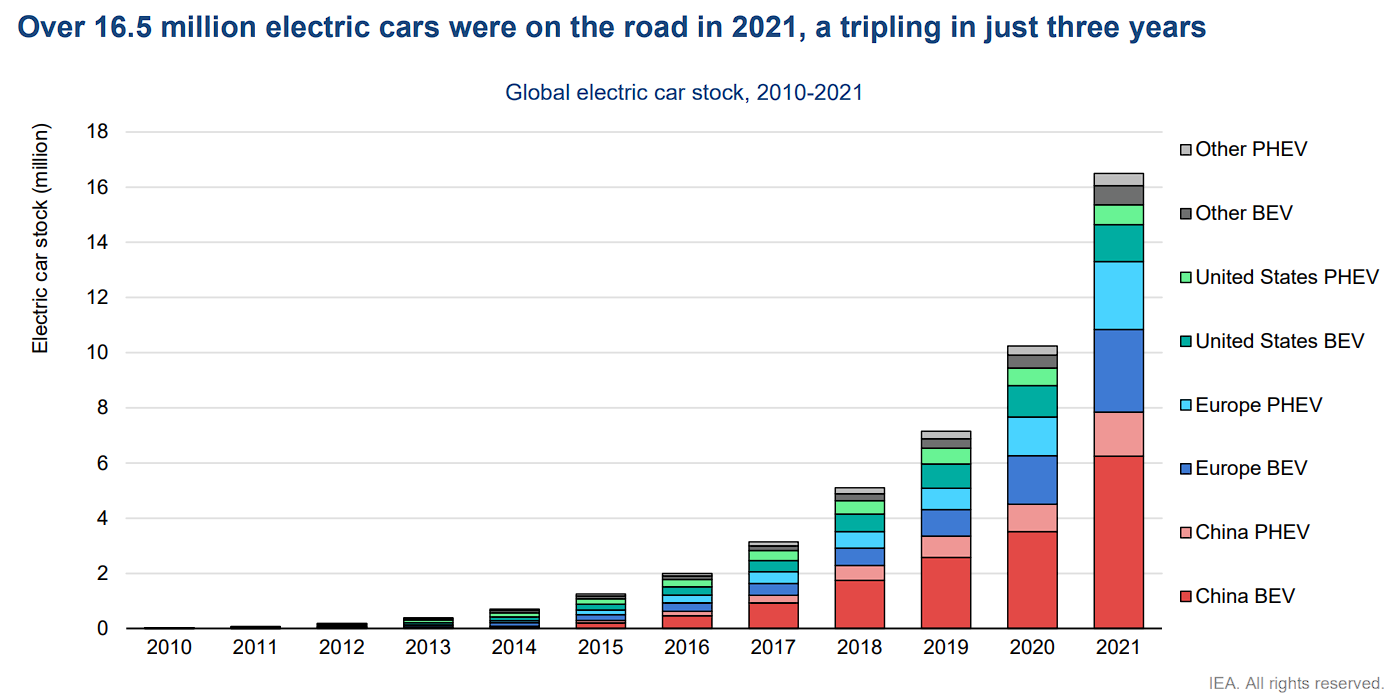 Over 16.5 million electric cars were on the road in 2021, a tripling in just three years
Global electric car stock, 2010-2021
Electric car stock (million)
18
16
14
12
10
8
6
4
2
0
2010 2011 2012 2013 2014 2015 2016 2017 2018 2019 2020 2021
Other PHEV
Other BEV
United States PHEV
United States BEV
Europe PHEV
Europe BEV
China PHEV
China BEV
IEA. All rights reserved.